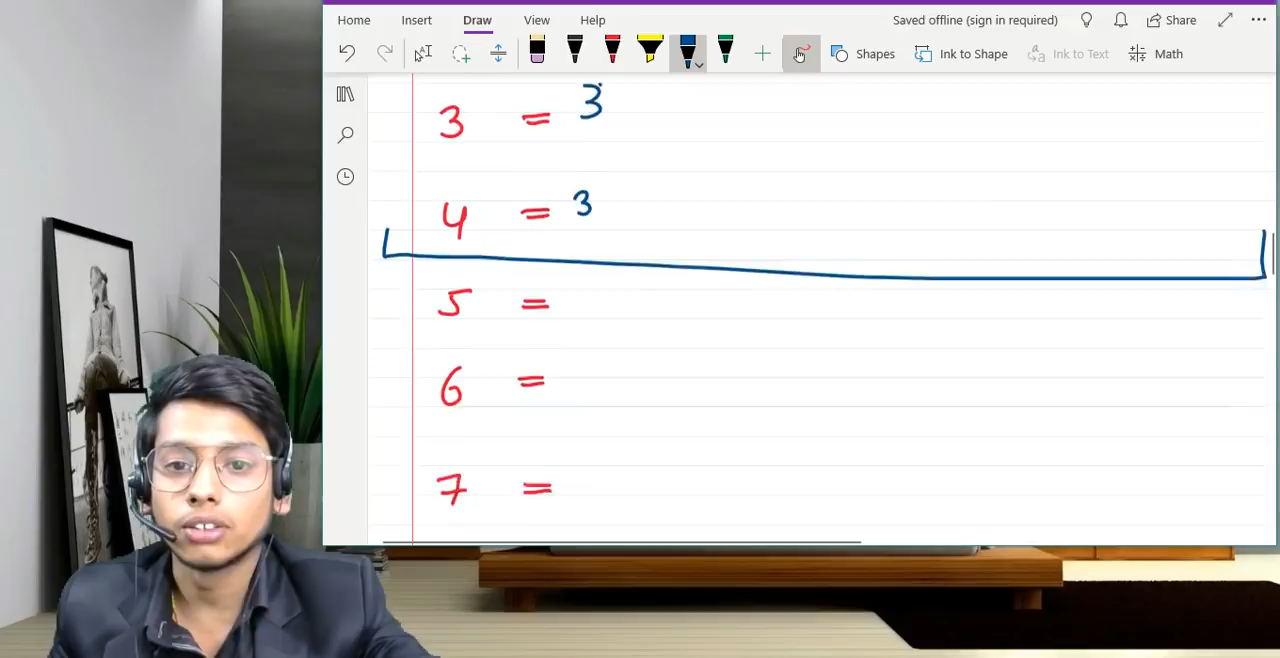 Home Insert Draw View Help Saved offline (sign in required) Share
Shapes Ink to Shape Ink to Text Math
3 = 3
4 = 3
5 =
6 =
7 =